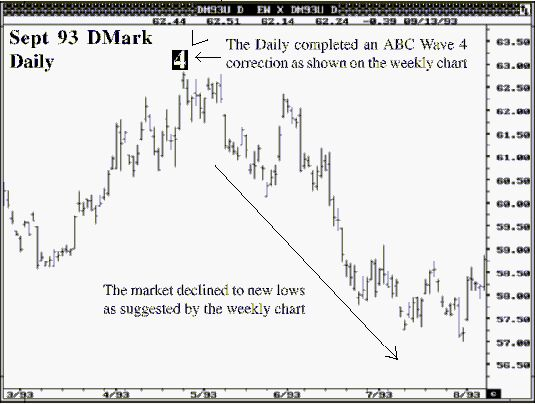 DM93U D EW X DM93U D
62.44 62.51 62.14 62.24 -0.39 09/13/93
Sept 93 DMark
Daily
4
The Daily completed an ABC Wave 4
correction as shown on the weekly chart
The market declined to new lows
as suggested by the weekly chart
63.50
63.00
62.50
62.00
61.50
61.00
60.50
60.00
59.50
59.00
58.50
58.00
57.50
57.00
56.50
3/93 4/93 5/93 6/93 7/93 8/93 c